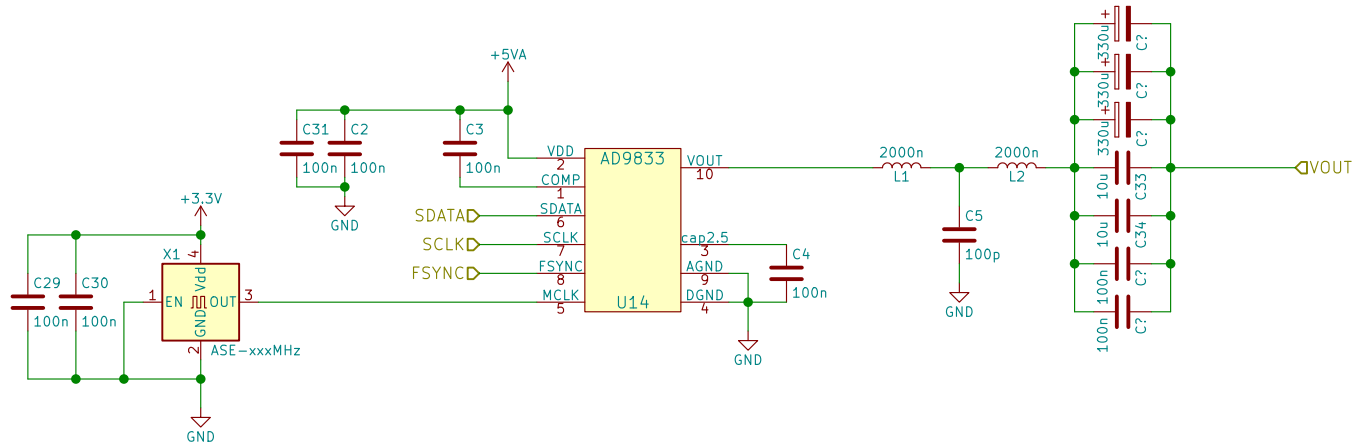 +5VA
C31
100n
C2
100n
C3
100n
GND
VDD
2
COMP
1
SDATA
SDATA
6
SCLK
SCLK
7
FSYNC
FSYNC
8
MCLK
5
AD9833
U14
VOUT
10
cap2.5
3
AGND
9
DGND
4
C4
100n
GND
+3.3V
X1
4
Vdd
1
EN
OUT
3
GND
2
ASE-xxxMHz
C29
100n
C30
100n
GND
2000n
L1
2000n
L2
C5
100p
GND
+
330u
C?
+
330u
C?
+
330u
C?
10u
C33
10u
C34
100n
C?
100n
C?
VOUT